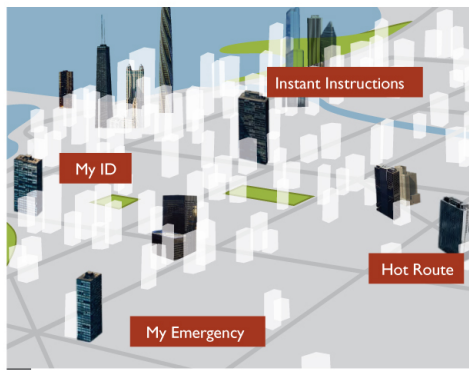 Instant Instructions
My ID
Hot Route
My Emergency